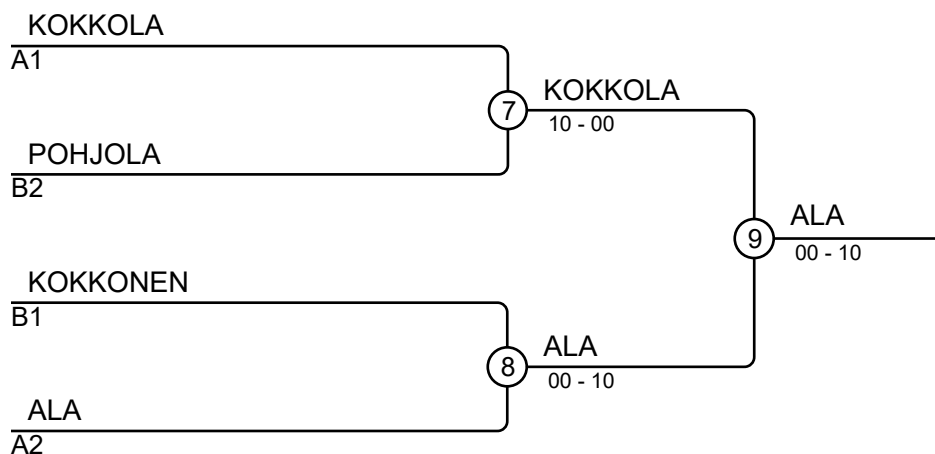 KOKKOLA
A1
7
KOKKOLA
10 - 00
POHJOLA
B2
9
ALA
00 - 10
KOKKONEN
B1
8
ALA
00 - 10
ALA
A2